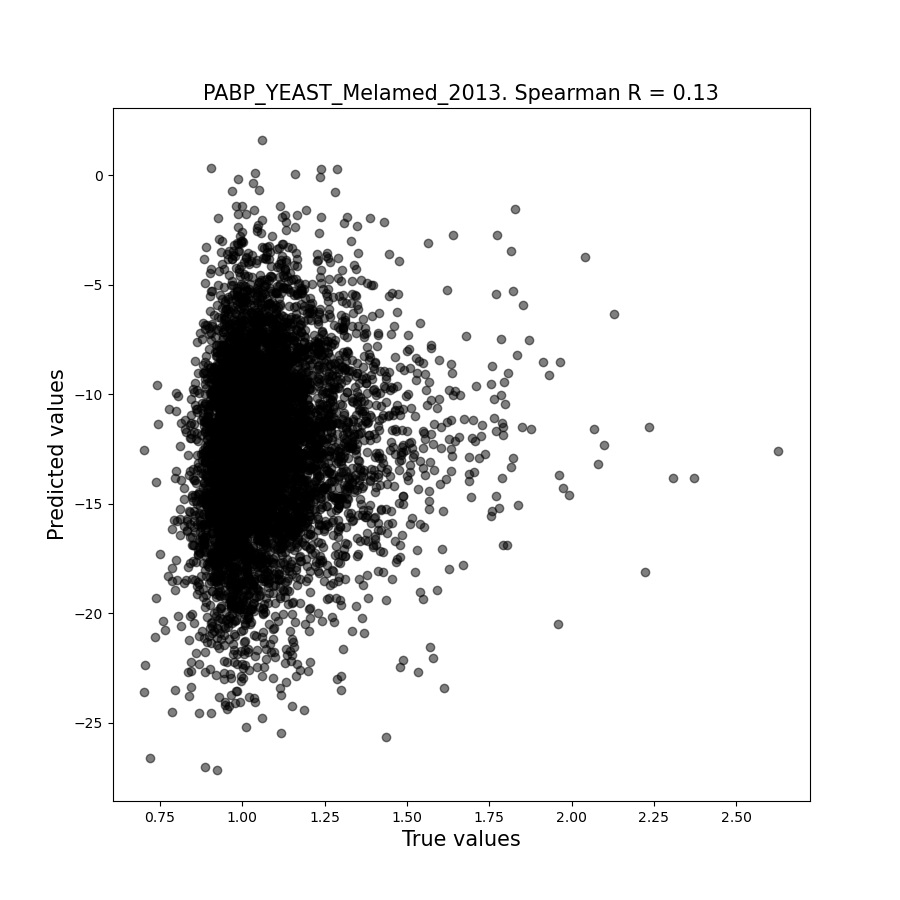 PABP_YEAST_Melamed_2013. Spearman R = 0.13
0
−5
−10
−15
−20
−25
Predicted values
0.75 1.00 1.25 1.50 1.75 2.00 2.25 2.50
True values